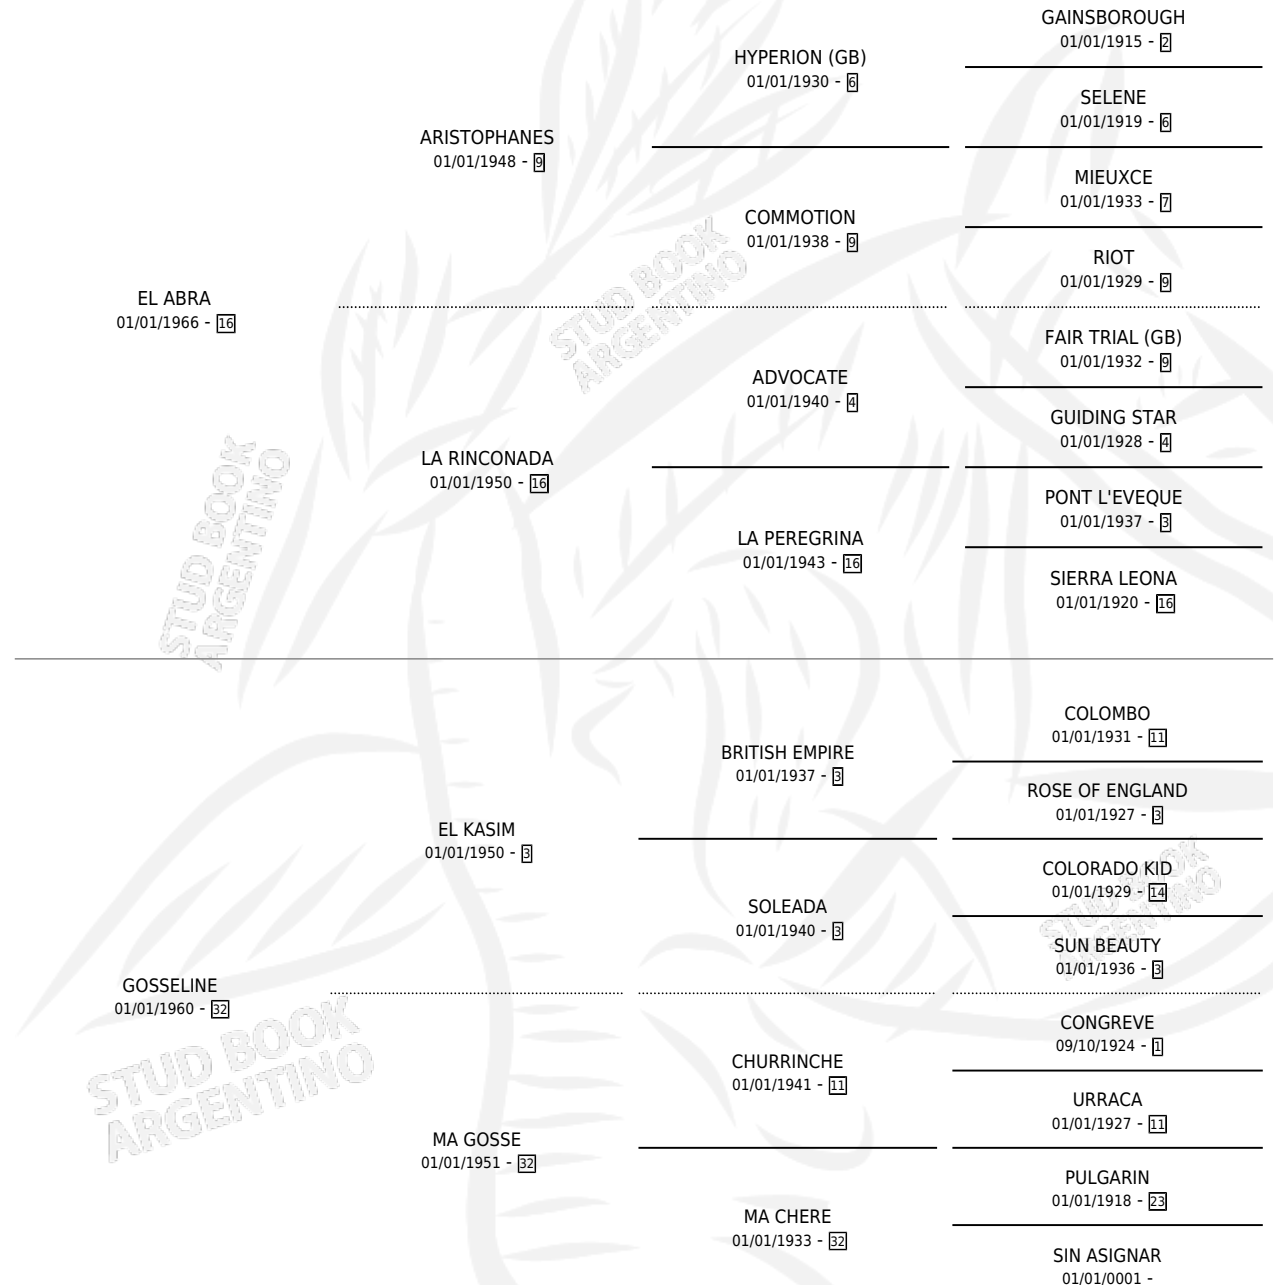 GAINSBOROUGH
01/01/1915 - 2
HYPERION (GB)
01/01/1930 - 6
SELENE
01/01/1919 - 6
ARISTOPHANES
01/01/1948 - 9
MIEUXCE
01/01/1933 - 7
COMMOTION
01/01/1938 - 9
RIOT
01/01/1929 - 9
EL ABRA
01/01/1966 - 16
FAIR TRIAL (GB)
01/01/1932 - 9
ADVOCATE
01/01/1940 - 4
GUIDING STAR
01/01/1928 - 4
LA RINCONADA
01/01/1950 - 16
PONT L'EVEQUE
01/01/1937 - 3
LA PEREGRINA
01/01/1943 - 16
SIERRA LEONA
01/01/1920 - 16
COLOMBO
01/01/1931 - 11
BRITISH EMPIRE
01/01/1937 - 3
ROSE OF ENGLAND
01/01/1927 - 3
EL KASIM
01/01/1950 - 3
COLORADO KID
01/01/1929 - 14
SOLEADA
01/01/1940 - 3
SUN BEAUTY
01/01/1936 - 3
GOSSELINE
01/01/1960 - 32
CONGREVE
09/10/1924 - 1
CHURRINCHE
01/01/1941 - 11
URRACA
01/01/1927 - 11
MA GOSSE
01/01/1951 - 32
PULGARIN
01/01/1918 - 23
MA CHERE
01/01/1933 - 32
SIN ASIGNAR
01/01/0001 -
STUD BOOK
ARGENTINO
STUD BOOK
ARGENTINO
STUD BOOK
ARGENTINO
STUD BOOK
ARGENTINO